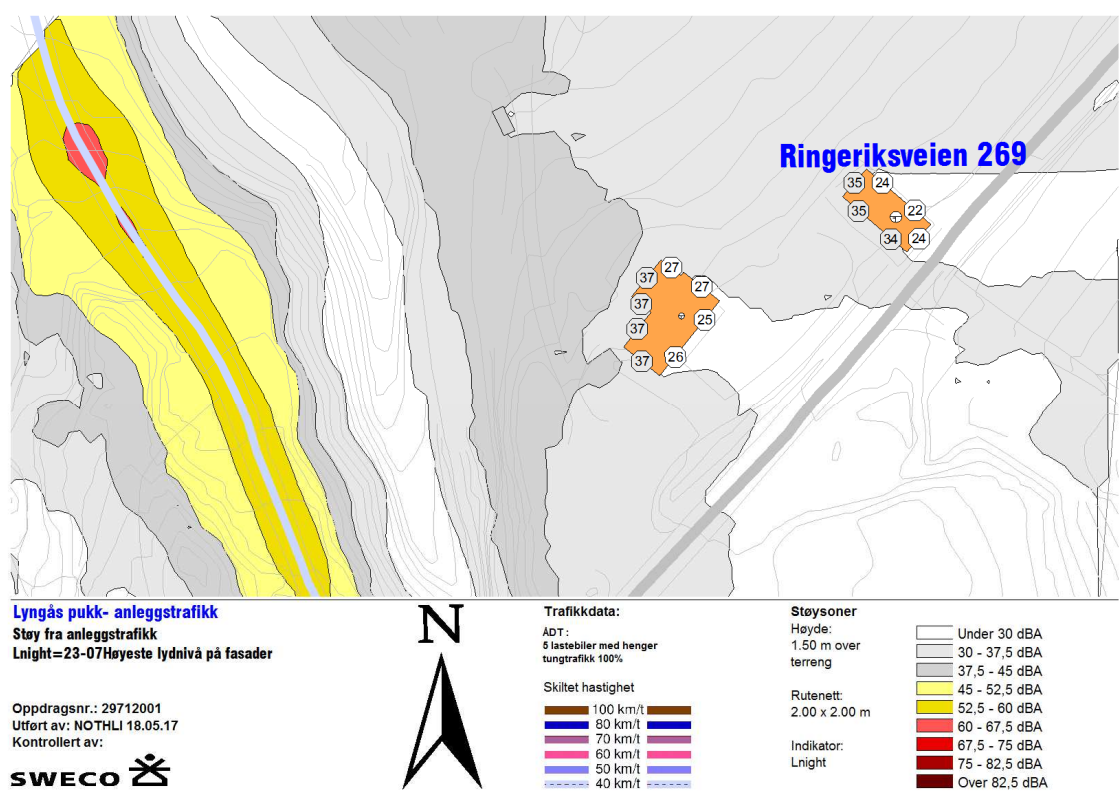 Ringeriksveien 269
35
24
35
22
34
24
27
37
27
37
25
37
26
37
Lyngås pukk- anleggstrafikk
Støy fra anleggstrafikk
Lnight=23-07Høyeste lydnivå på fasader
Oppdragsnr.: 29712001
Utført av: NOTHLI 18.05.17
Kontrollert av:
SWECO
N
Trafikkdata:
ÅDT :
5 lastebiler med henger
tungtrafikk 100%
Skiltet hastighet
100 km/t
80 km/t
70 km/t
60 km/t
50 km/t
40 km/t
Støysoner
Høyde:
1.50 m over
terreng
Rutenett:
2.00 x 2.00 m
Indikator:
Lnight
Under 30 dBA
30 - 37,5 dBA
37,5 - 45 dBA
45 - 52,5 dBA
52,5 - 60 dBA
60 - 67,5 dBA
67,5 - 75 dBA
75 - 82,5 dBA
Over 82,5 dBA